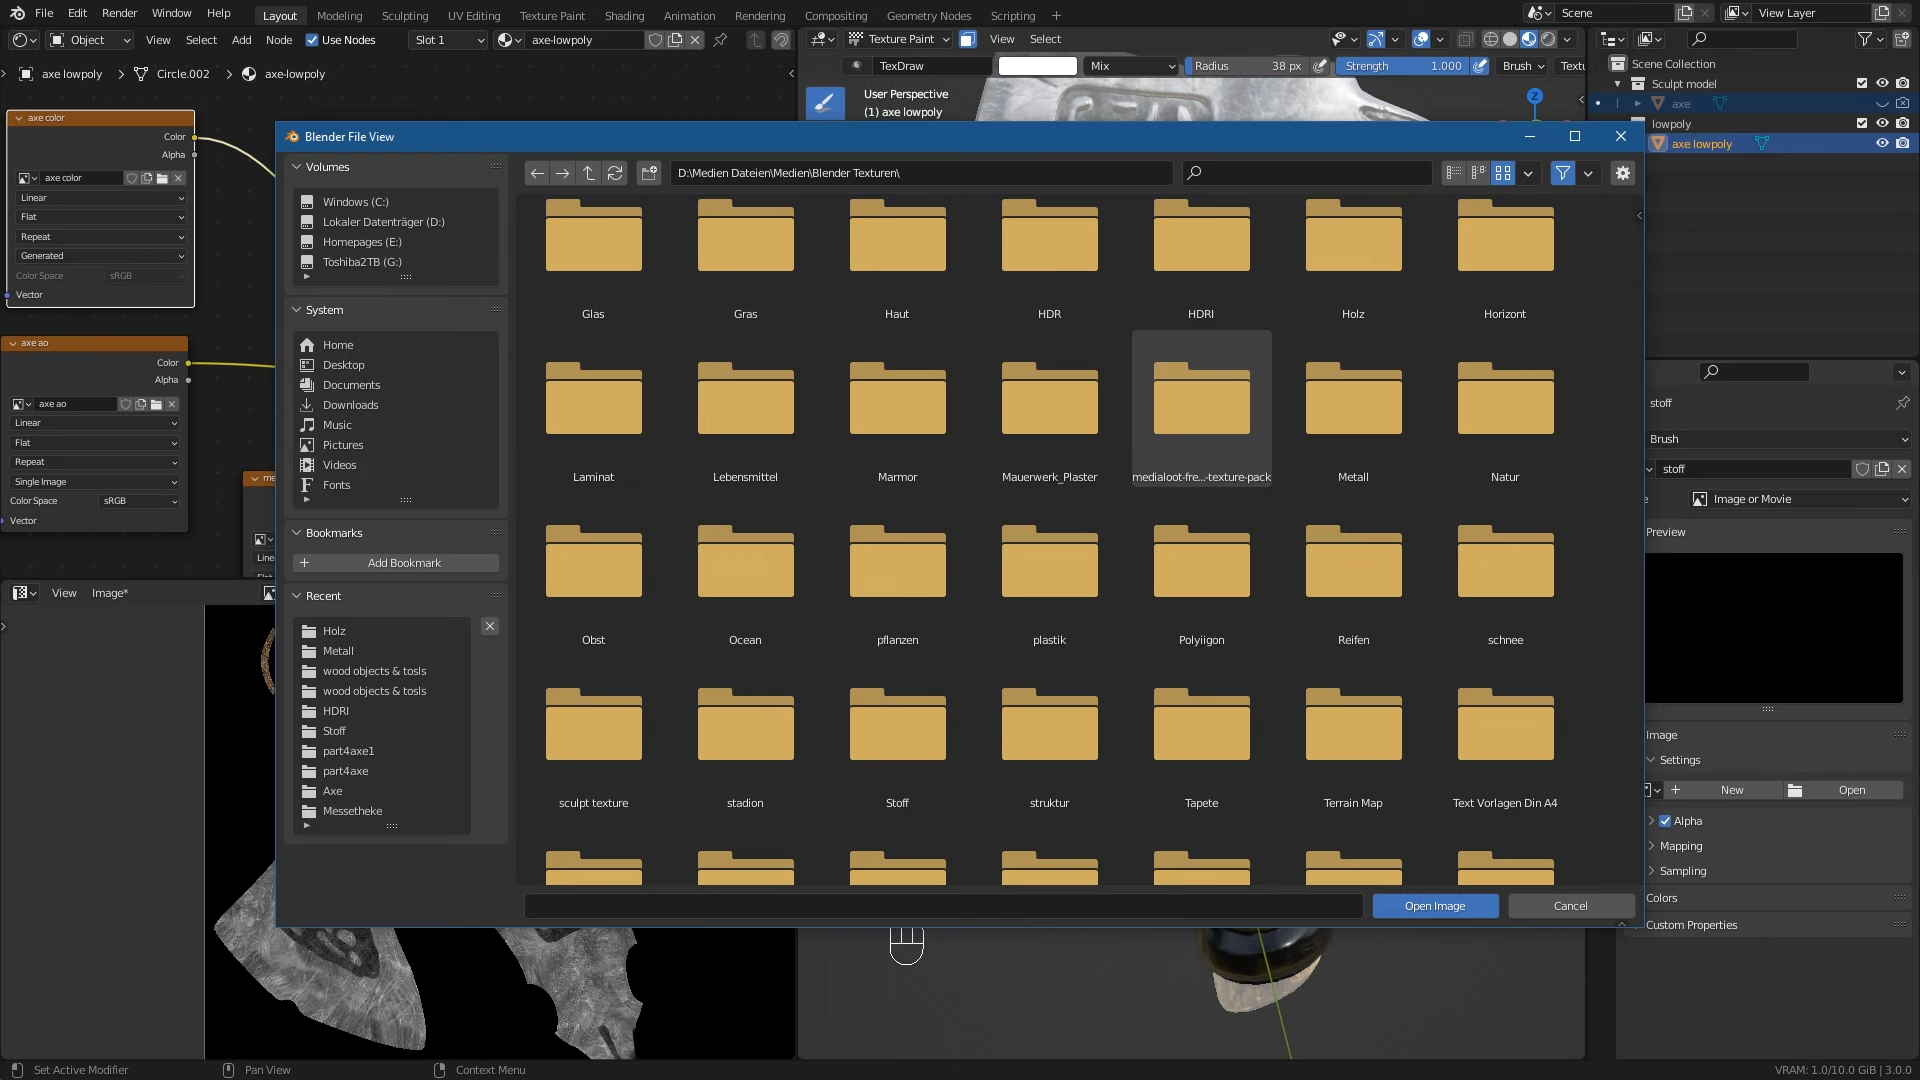 File Edit Render Window Help Layout Modeling Sculpting UV Editing Texture Paint Shading Animation Rendering Compositing Geometry Nodes Scripting + Scene View Layer
Object View Select Add Node Use Nodes Slot 1 axe-lowpoly Texture Paint View Select
axe lowpoly Circle.002 axe-lowpoly
TexDraw Mix Radius 38 px Strength 1.000 Brush
User Perspective
(1) axe lowpoly
Z
Scene Collection
Sculpt model
axe
lowpoly
axe lowpoly
axe color
Color
Alpha
axe color
Linear
Flat
Repeat
Generated
Color Space sRGB
Vector
axe ao
Color
Alpha
axe ao
Linear
Flat
Repeat
Single Image
Color Space sRGB
Vector
View Image*
Blender File View
Volumes
Windows (C:)
Lokaler Datenträger (D:)
Homepages (E:)
Toshiba2TB (G:)
System
Home
Desktop
Documents
Downloads
Music
Pictures
Videos
Fonts
Bookmarks
Add Bookmark
Recent
Holz
Metall
wood objects & tosls
wood objects & tosls
HDRI
Stoff
part4axe1
part4axe
Axe
Messetheke
D:\Medien Dateien\Medien\Blender Texturen\
Glas Gras Haut HDR HDRI Holz Horizont
Laminat Lebensmittel Marmor Mauerwerk_Plaster medialoot-fre...-texture-pack Metall Natur
Obst Ocean pflanzen plastik Polyiigon Reifen schnee
sculpt texture stadion Stoff struktur Tapete Terrain Map Text Vorlagen Din A4
Open Image Cancel
stoff
Brush
stoff
Image or Movie
Preview
Image
Settings
New Open
Alpha
Mapping
Sampling
Colors
Custom Properties
Set Active Modifier Pan View Context Menu VRAM: 1.0/10.0 GiB | 3.0.0